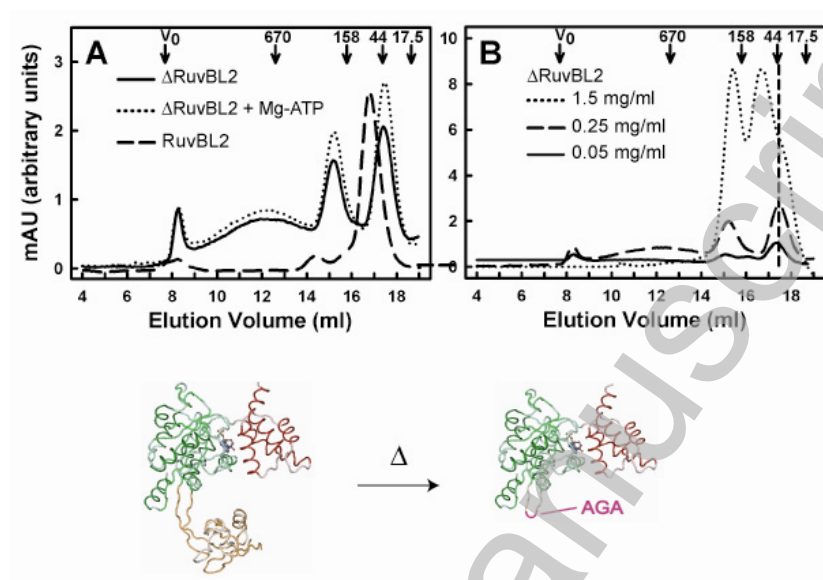 A
V0 670 158 44 17.5
ΔRuvBL2
ΔRuvBL2 + Mg-ATP
RuvBL2
mAU (arbitrary units)
3
2
1
0
4 6 8 10 12 14 16 18
Elution Volume (ml)
B
V0 670 158 44 17.5
ΔRuvBL2
1.5 mg/ml
0.25 mg/ml
0.05 mg/ml
10
8
6
4
2
0
4 6 8 10 12 14 16 18
Elution Volume (ml)
Δ
AGA
anuscrip